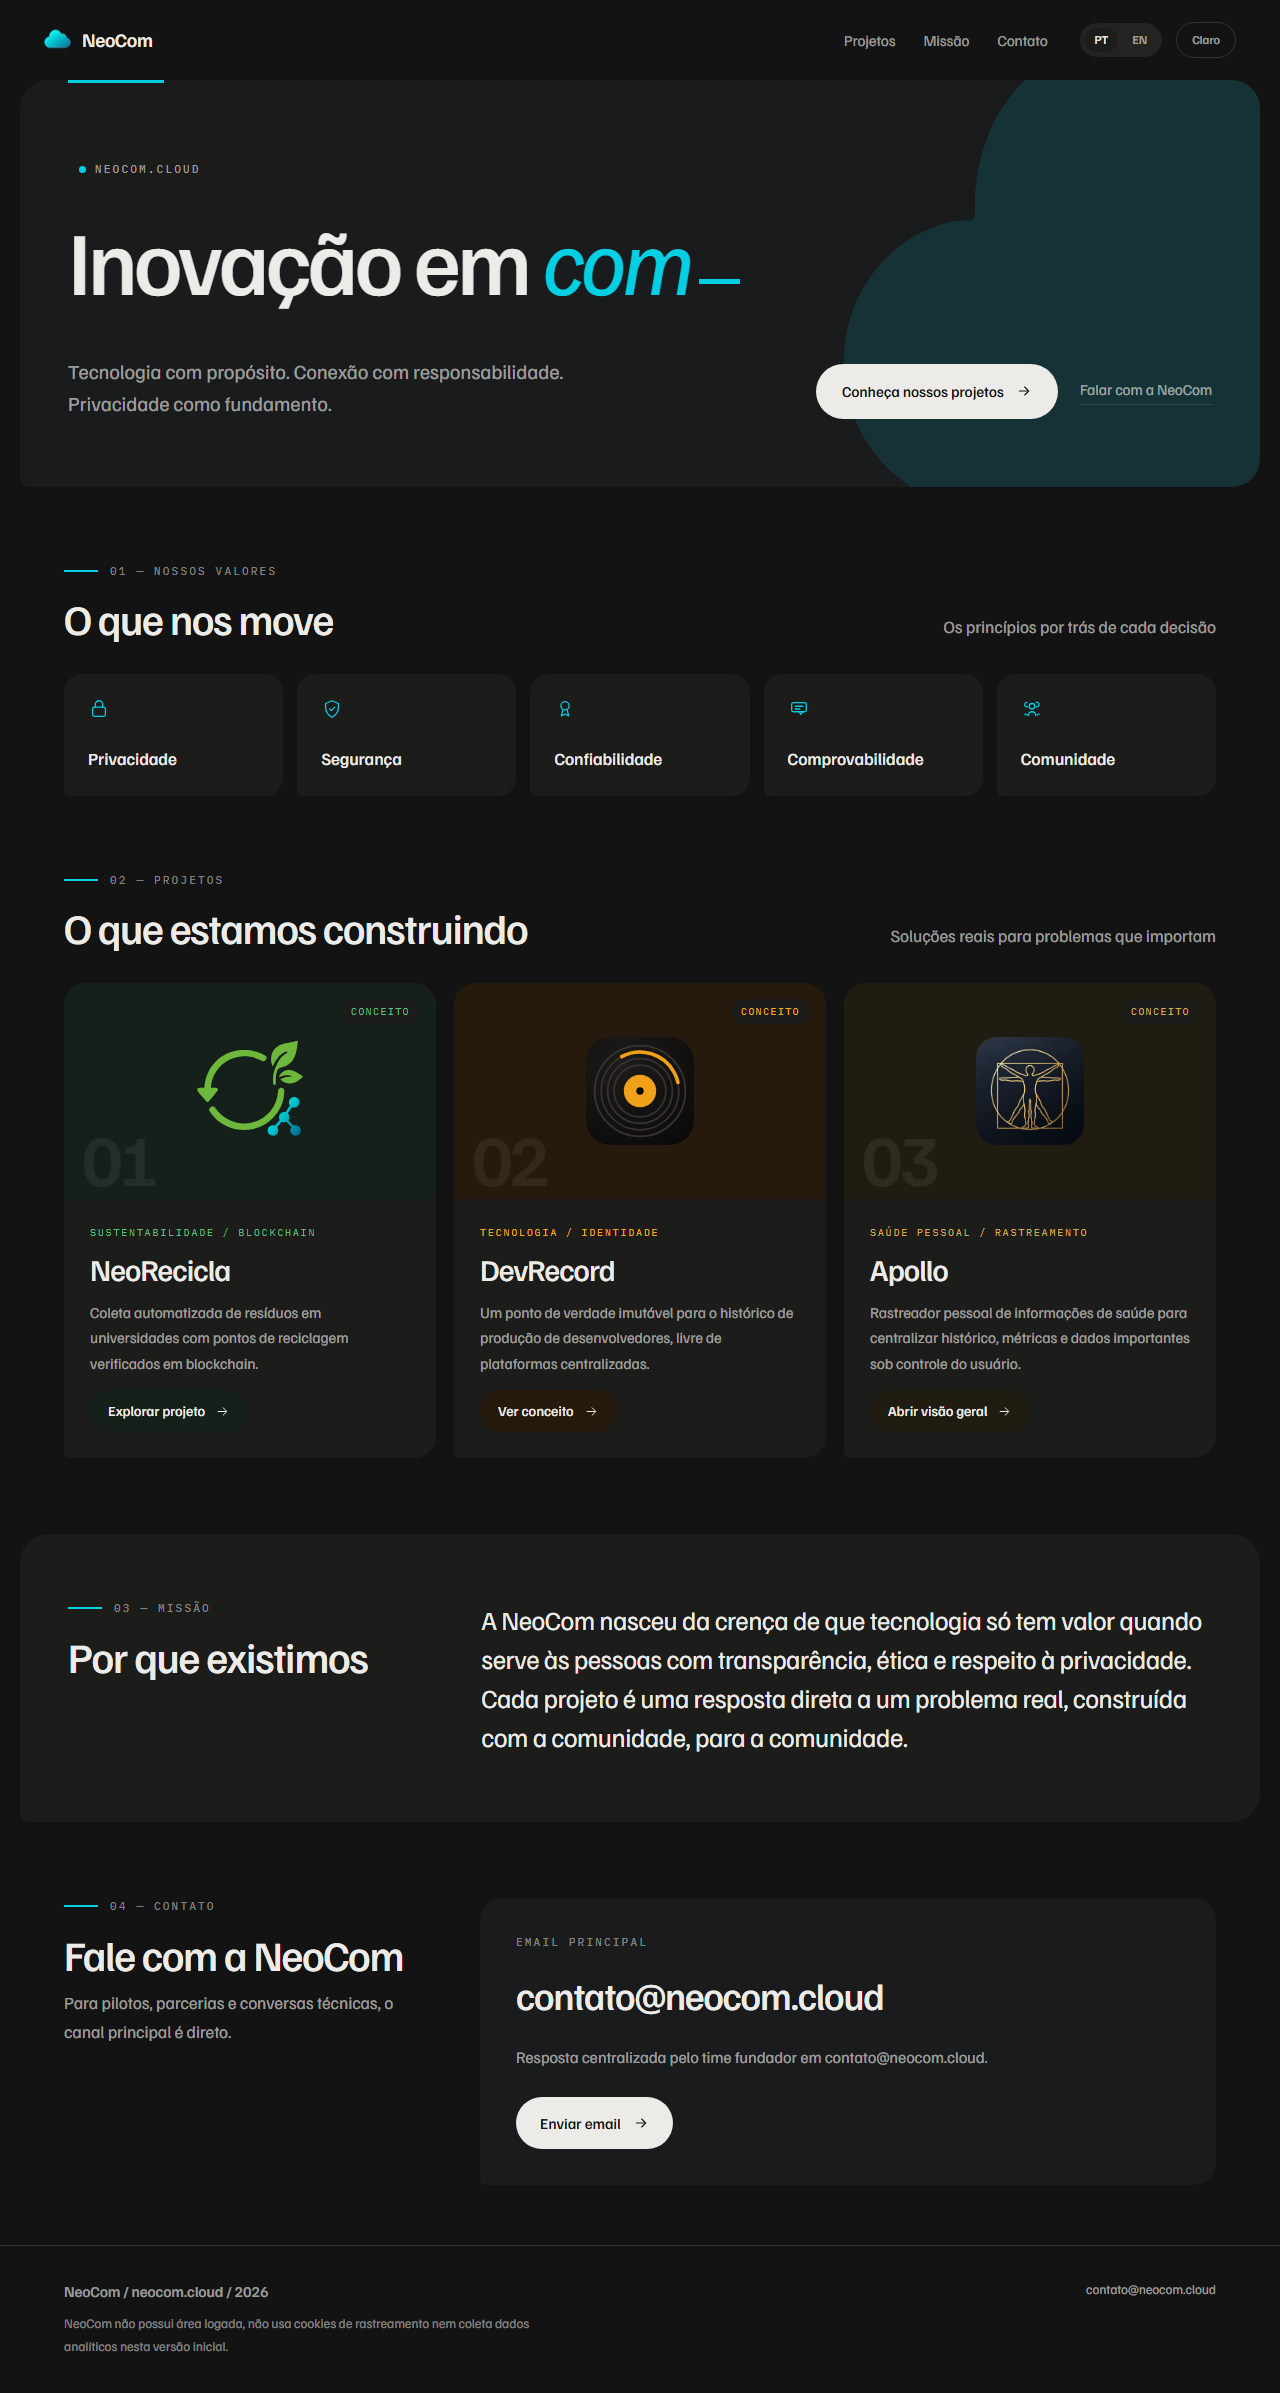 NeoCom
Projetos
Missão
Contato
PT
EN
Claro
NEOCOM.CLOUD
Inovação em com_
Tecnologia com propósito. Conexão com responsabilidade.
Privacidade como fundamento.
Conheça nossos projetos →
Falar com a NeoCom
01 — NOSSOS VALORES
O que nos move
Os princípios por trás de cada decisão
Privacidade
Segurança
Confiabilidade
Comprovabilidade
Comunidade
02 — PROJETOS
O que estamos construindo
Soluções reais para problemas que importam
CONCEITO
01
SUSTENTABILIDADE / BLOCKCHAIN
NeoRecicla
Coleta automatizada de resíduos em
universidades com pontos de reciclagem
verificados em blockchain.
Explorar projeto →
CONCEITO
02
TECNOLOGIA / IDENTIDADE
DevRecord
Um ponto de verdade imutável para o histórico de
produção de desenvolvedores, livre de
plataformas centralizadas.
Ver conceito →
CONCEITO
03
SAÚDE PESSOAL / RASTREAMENTO
Apollo
Rastreador pessoal de informações de saúde para
centralizar histórico, métricas e dados importantes
sob controle do usuário.
Abrir visão geral →
03 — MISSÃO
Por que existimos
A NeoCom nasceu da crença de que tecnologia só tem valor quando
serve às pessoas com transparência, ética e respeito à privacidade.
Cada projeto é uma resposta direta a um problema real, construída
com a comunidade, para a comunidade.
04 — CONTATO
Fale com a NeoCom
Para pilotos, parcerias e conversas técnicas, o
canal principal é direto.
EMAIL PRINCIPAL
contato@neocom.cloud
Resposta centralizada pelo time fundador em contato@neocom.cloud.
Enviar email →
NeoCom / neocom.cloud / 2026
NeoCom não possui área logada, não usa cookies de rastreamento nem coleta dados
analíticos nesta versão inicial.
contato@neocom.cloud